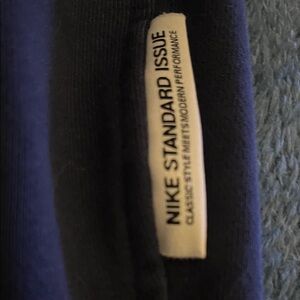 NIKE STANDARD ISSUE
CLASSIC STYLE MEETS MODERN PERFORMANCE